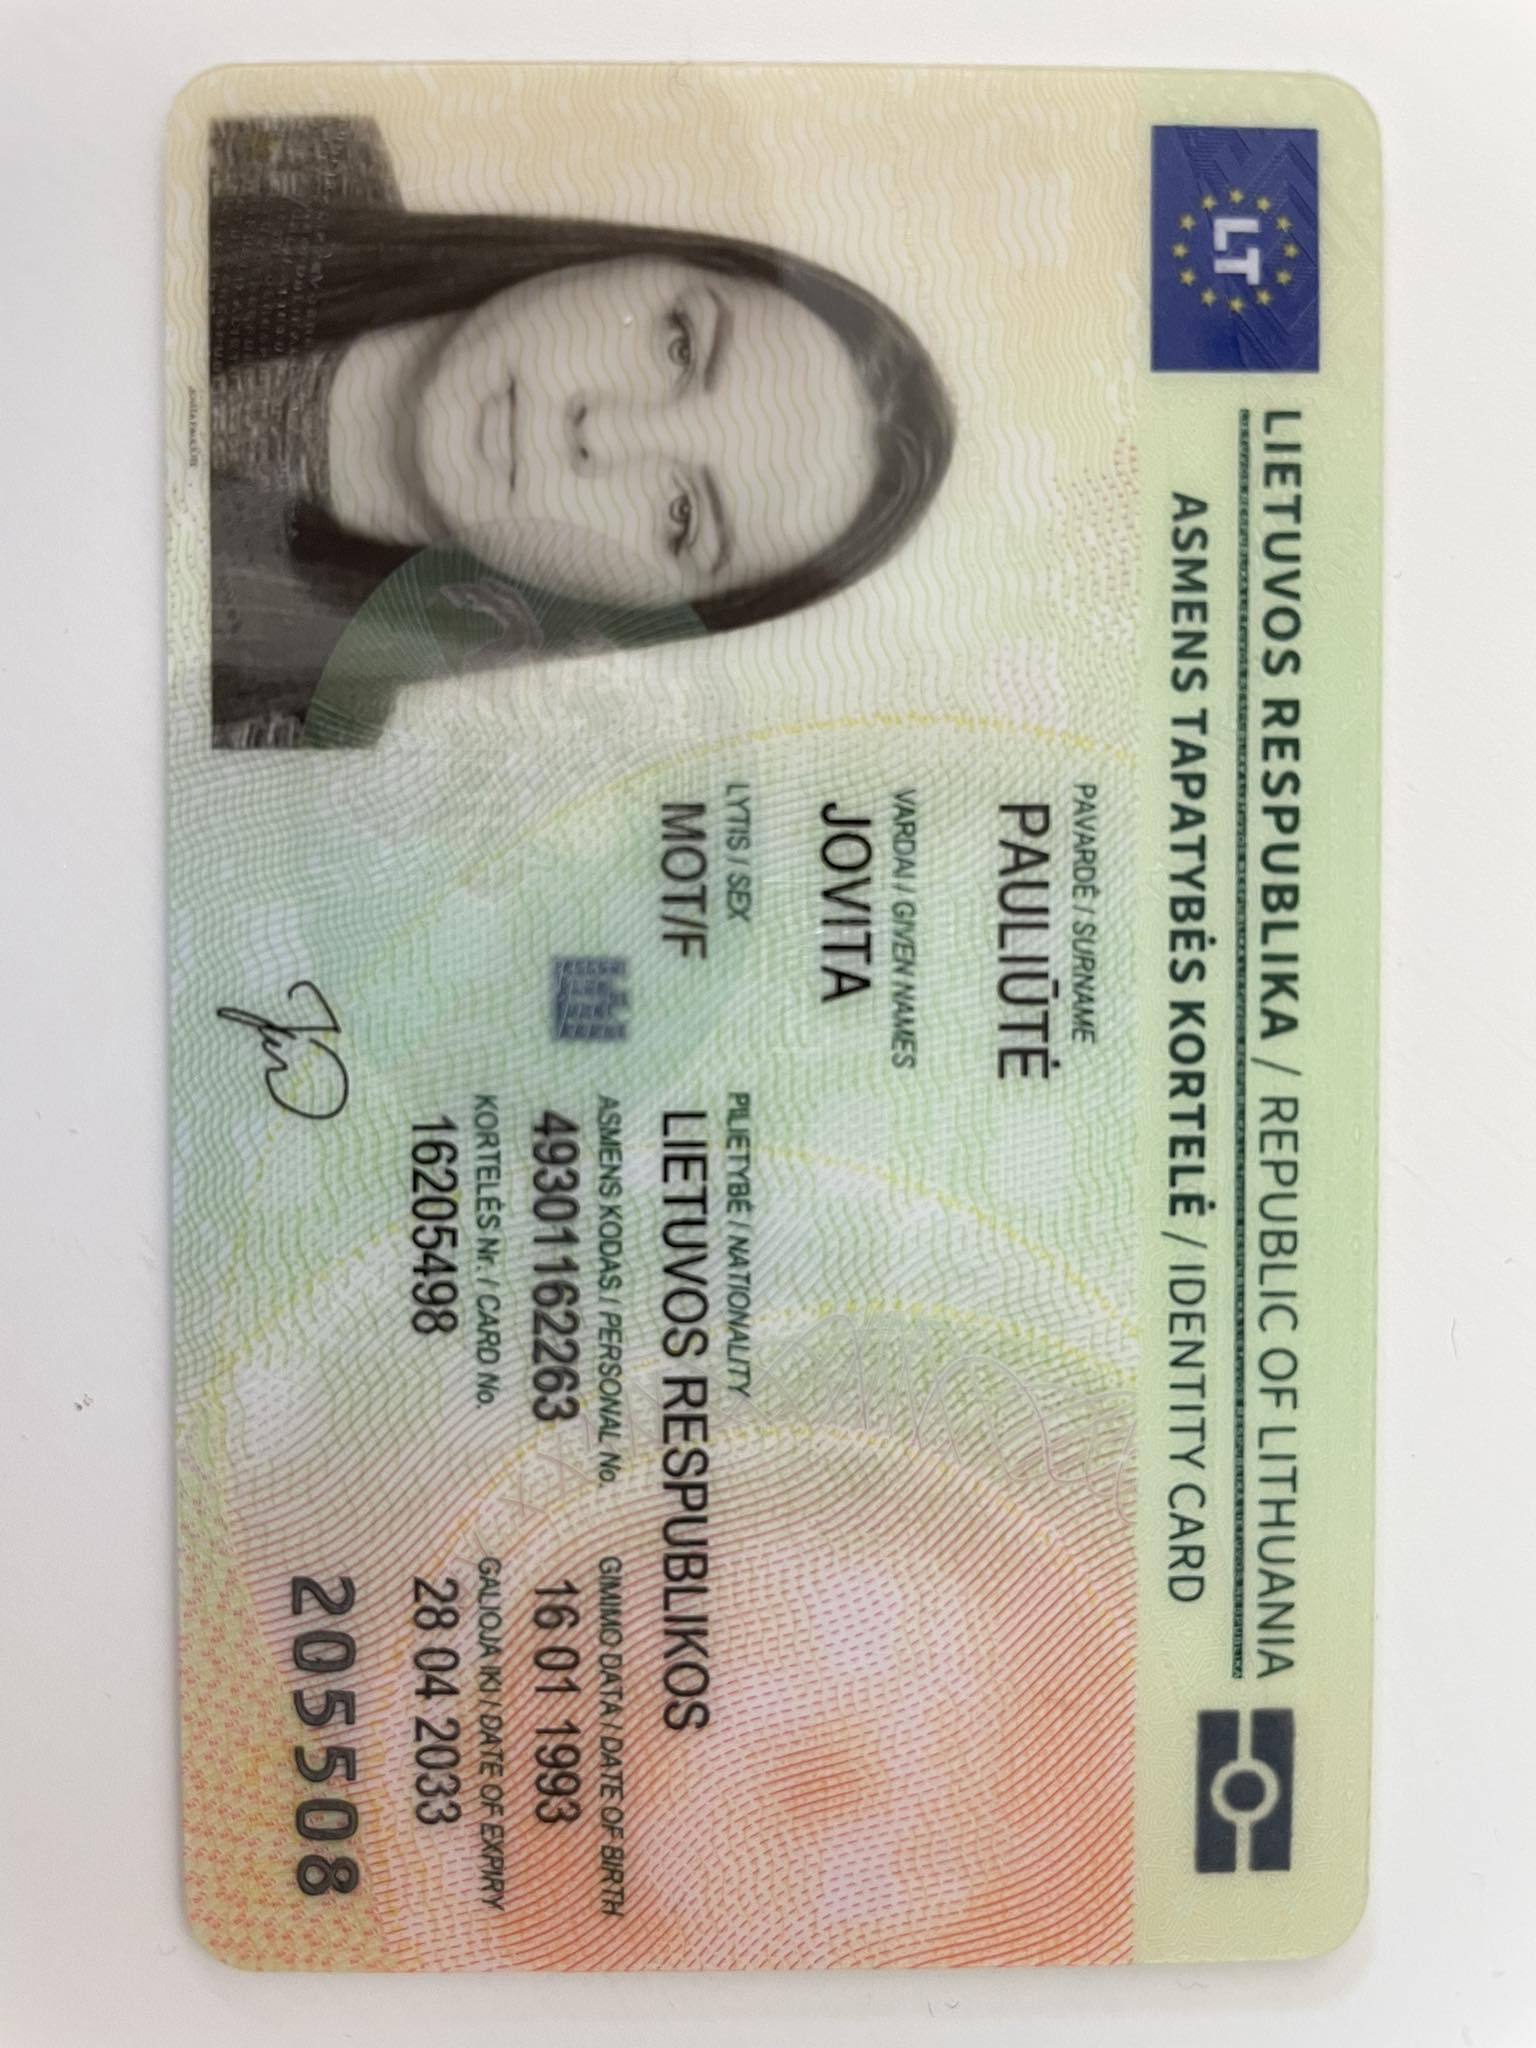 LT
LIETUVOS RESPUBLIKA / REPUBLIC OF LITHUANIA
ASMENS TAPATYBĖS KORTELĖ / IDENTITY CARD
PAVARDĖ / SURNAME
PAULIŪTĖ
VARDAI / GIVEN NAMES
JOVITA
LYTIS / SEX
MOT/F
PILIETYBĖ / NATIONALITY
LIETUVOS RESPUBLIKOS
ASMENS KODAS / PERSONAL No.
49301162263
GIMIMO DATA / DATE OF BIRTH
16 01 1993
KORTELĖS Nr. / CARD No.
16205498
GALIOJA IKI / DATE OF EXPIRY
28 04 2033
205508